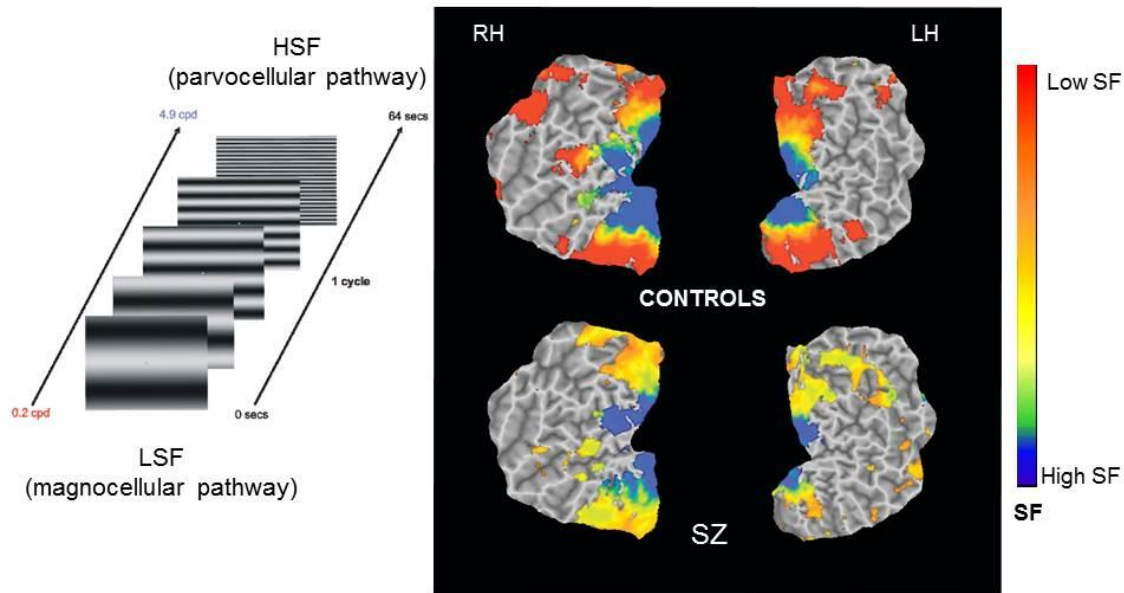 HSF
(parvocellular pathway)
4.9 cpd
64 secs
1 cycle
0.2 cpd
0 secs
LSF
(magnocellular pathway)
RH
LH
CONTROLS
SZ
Low SF
High SF
SF